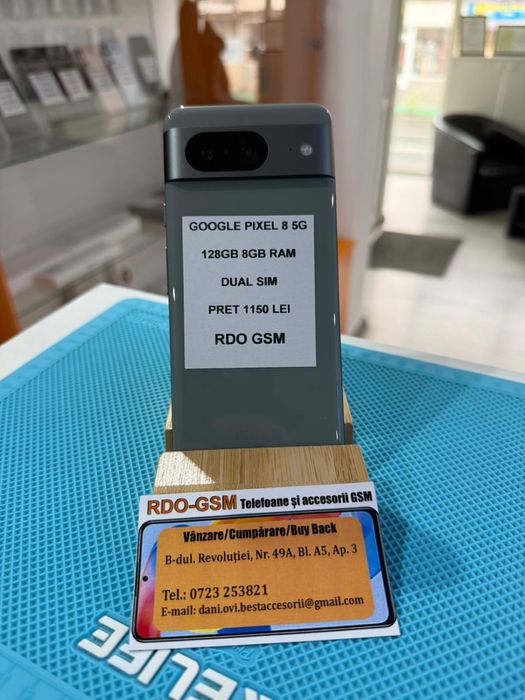 GOOGLE PIXEL 8 5G
128GB 8GB RAM
DUAL SIM
PRET 1150 LEI
RDO GSM
RDO-GSM Telefoane și accesorii GSM
Vânzare/Cumpărare/Buy Back
B-dul. Revoluției, Nr. 49A, Bl. A5, Ap. 3
Tel.: 0723 253821
E-mail: dani.ovi.bestaccesorii@gmail.com
RELIFE